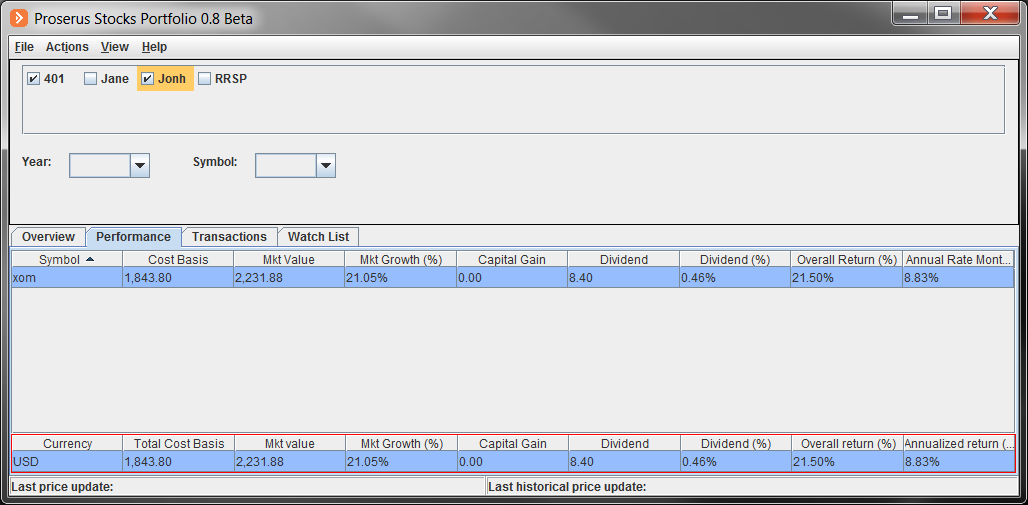 Proserus Stocks Portfolio 0.8 Beta
File Actions View Help
401 Jane Jonh RRSP
Year: Symbol:
Overview Performance Transactions Watch List
Symbol Cost Basis Mkt Value Mkt Growth (%) Capital Gain Dividend Dividend (%) Overall Return (%) Annual Rate Mont...
xom 1,843.80 2,231.88 21.05% 0.00 8.40 0.46% 21.50% 8.83%
Currency Total Cost Basis Mkt value Mkt Growth (%) Capital Gain Dividend Dividend (%) Overall return (%) Annualized return (...
USD 1,843.80 2,231.88 21.05% 0.00 8.40 0.46% 21.50% 8.83%
Last price update: Last historical price update: